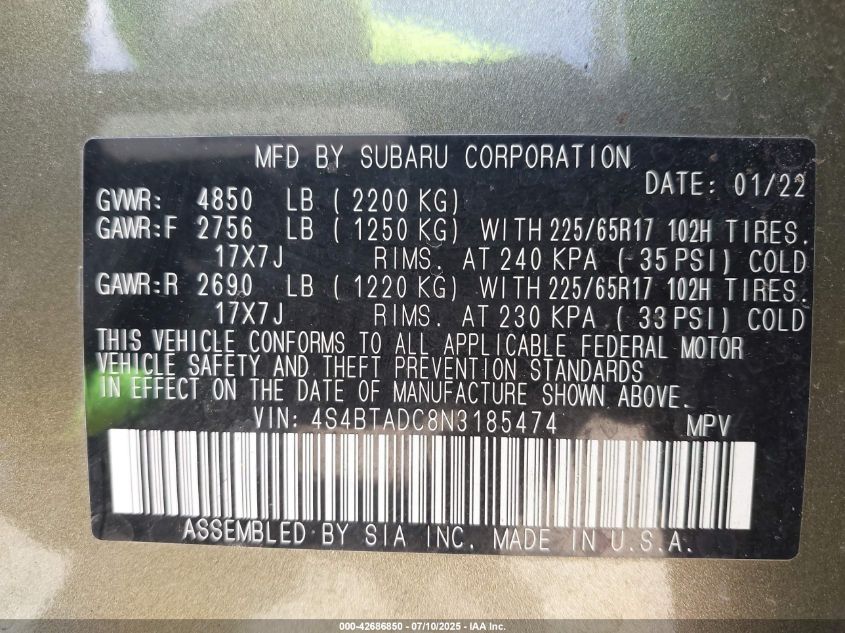 MFD BY SUBARU CORPORATION
DATE: 01/22
GVWR: 4850 LB ( 2200 KG)
GAWR:F 2756 LB ( 1250 KG) WITH 225/65R17 102H TIRES.
17X7J RIMS. AT 240 KPA ( 35 PSI) COLD
GAWR:R 2690 LB ( 1220 KG) WITH 225/65R17 102H TIRES.
17X7J RIMS. AT 230 KPA ( 33 PSI) COLD
THIS VEHICLE CONFORMS TO ALL APPLICABLE FEDERAL MOTOR
VEHICLE SAFETY AND THEFT PREVENTION STANDARDS
IN EFFECT ON THE DATE OF MANUFACTURE SHOWN ABOVE.
VIN: 4S4BTADC8N3185474 MPV
ASSEMBLED BY SIA INC. MADE IN U.S.A.
000-42686850 - 07/10/2025 - IAA Inc.